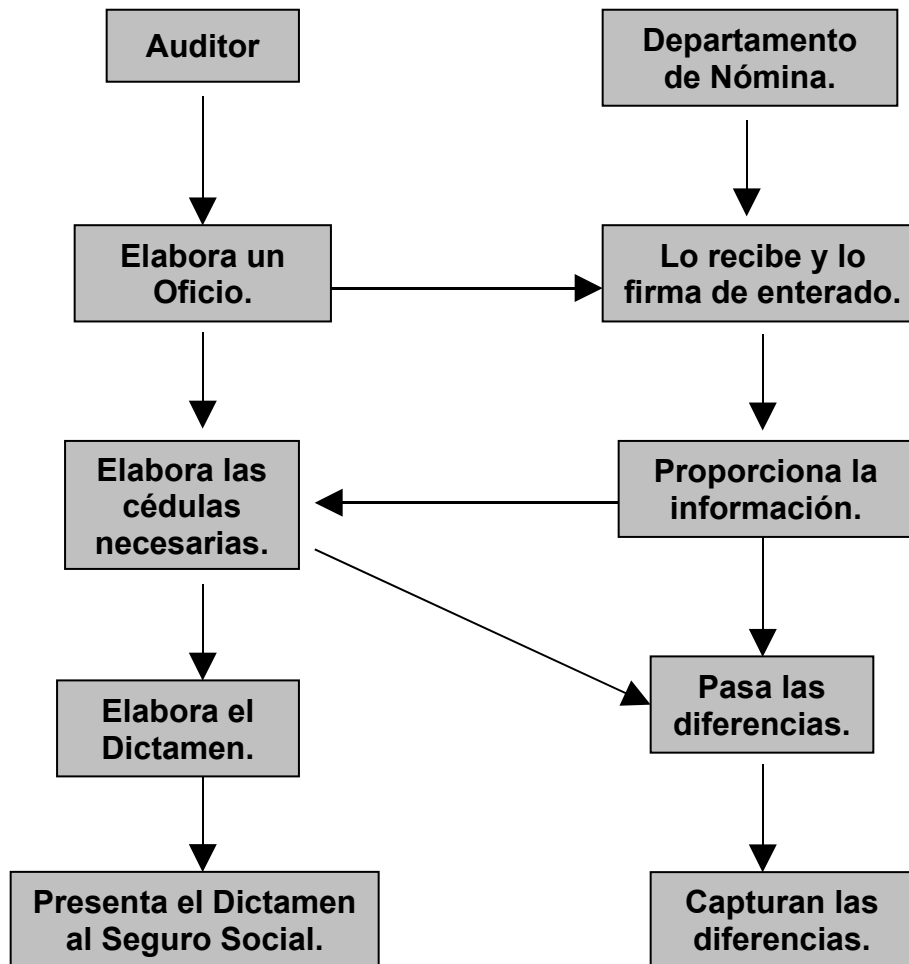 Auditor
Departamento
de Nómina.
Elabora un
Oficio.
Lo recibe y lo
firma de enterado.
Elabora las
cédulas
necesarias.
Proporciona la
información.
Elabora el
Dictamen.
Pasa las
diferencias.
Presenta el Dictamen
al Seguro Social.
Capturan las
diferencias.